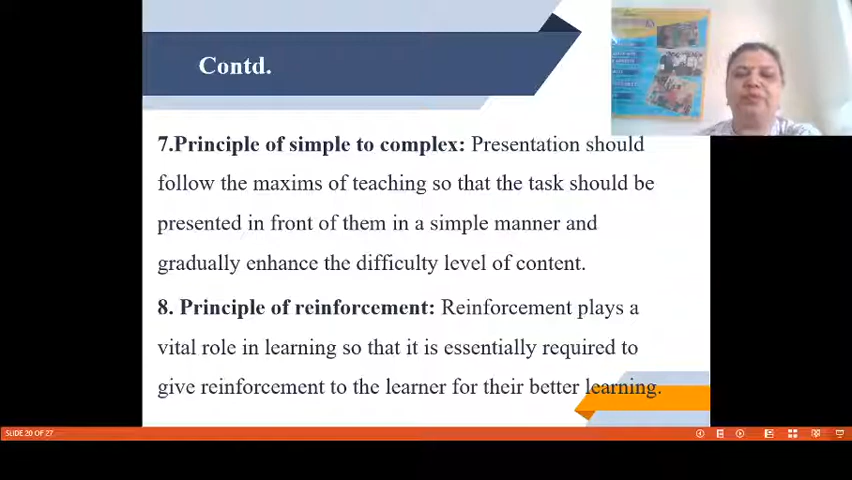 Contd.
7.Principle of simple to complex: Presentation should
follow the maxims of teaching so that the task should be
presented in front of them in a simple manner and
gradually enhance the difficulty level of content.
8. Principle of reinforcement: Reinforcement plays a
vital role in learning so that it is essentially required to
give reinforcement to the learner for their better learning.
SLIDE 20 OF 27